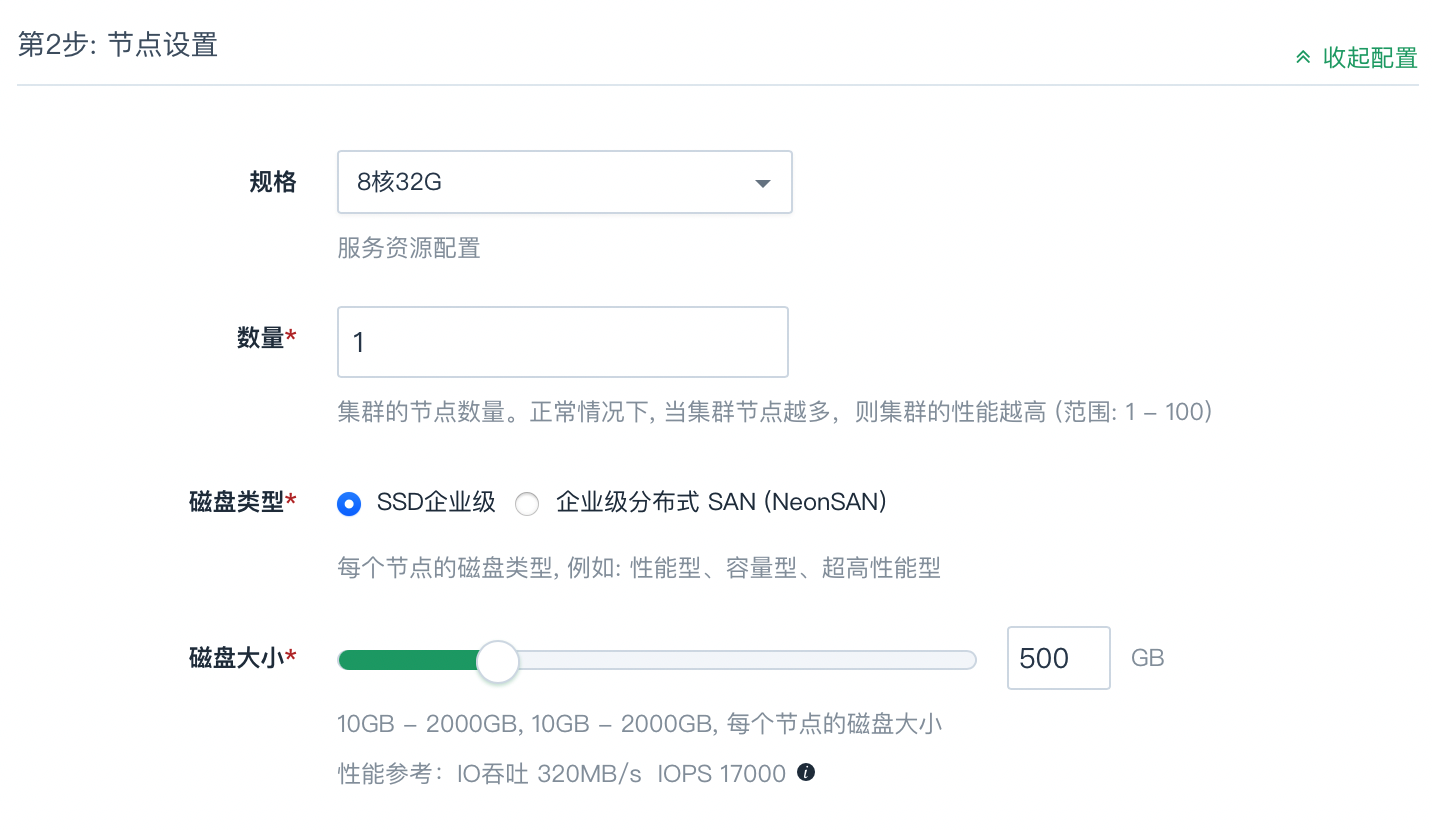 第2步: 节点设置
收起配置
规格
8核32G
服务资源配置
数量*
1
集群的节点数量。正常情况下, 当集群节点越多，则集群的性能越高 (范围: 1 – 100)
磁盘类型*
SSD企业级
企业级分布式 SAN (NeonSAN)
每个节点的磁盘类型, 例如: 性能型、容量型、超高性能型
磁盘大小*
500
GB
10GB – 2000GB, 10GB – 2000GB, 每个节点的磁盘大小
性能参考：IO吞吐 320MB/s IOPS 17000